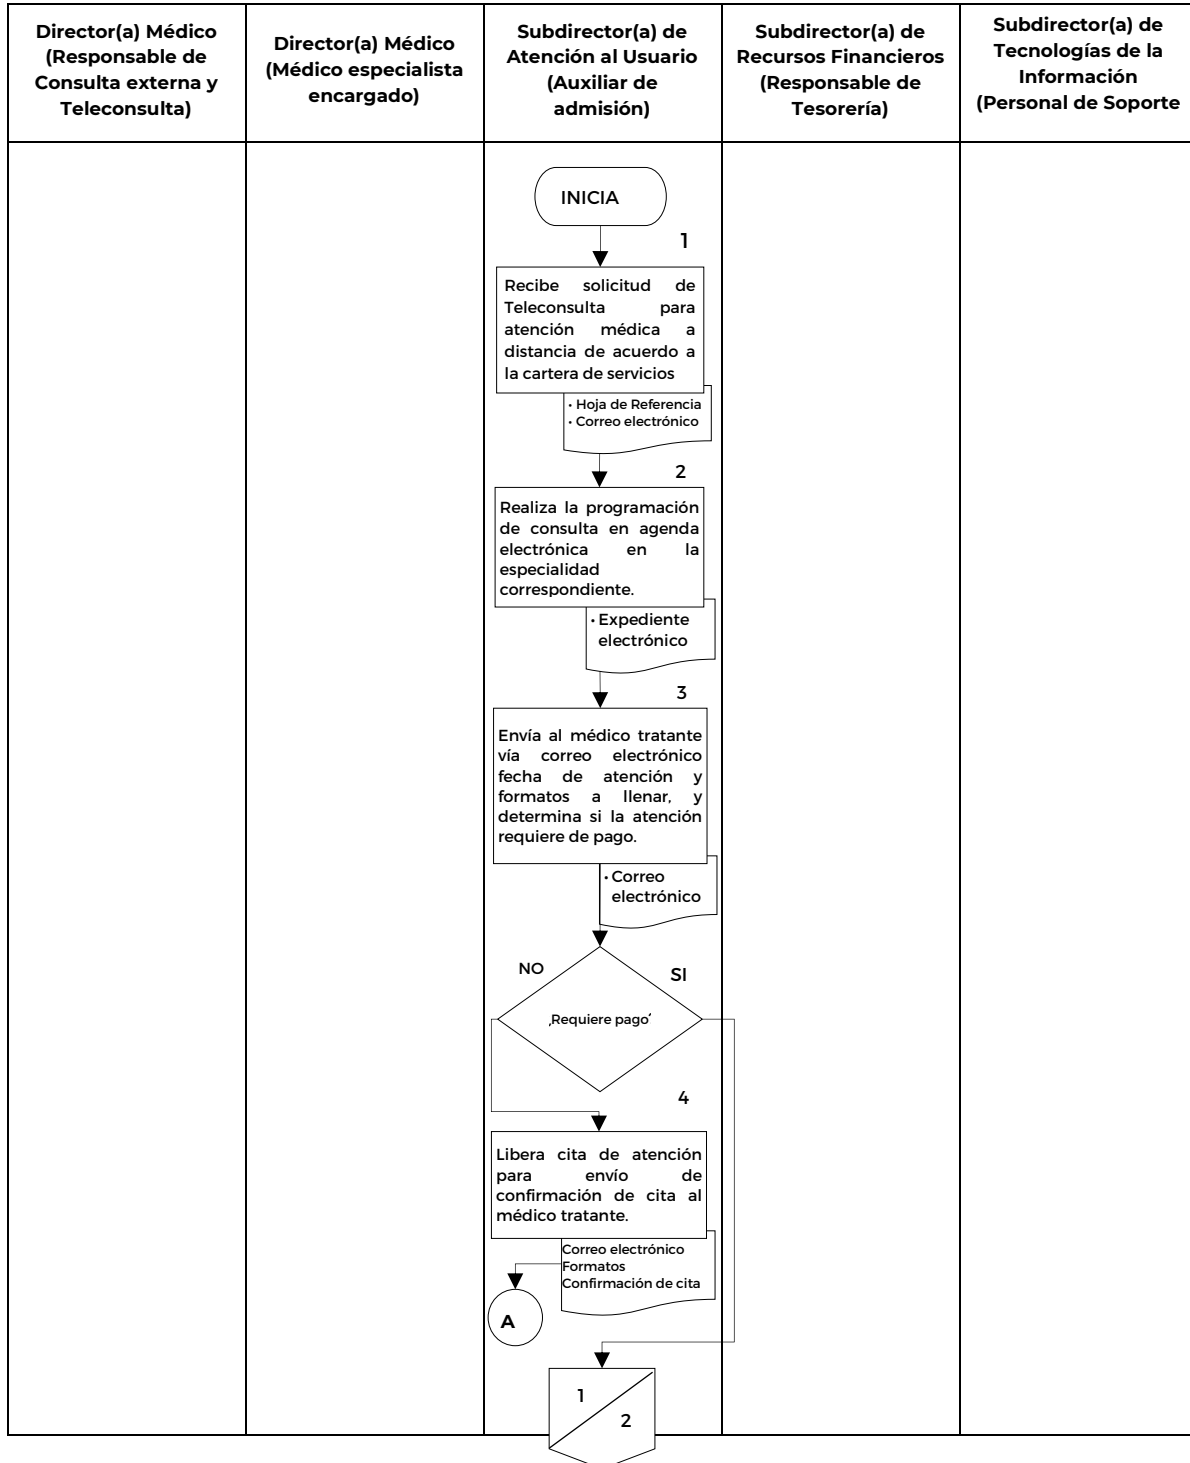 Director(a) Médico
(Responsable de
Consulta externa y
Teleconsulta)
Director(a) Médico
(Médico especialista
encargado)
Subdirector(a) de
Atención al Usuario
(Auxiliar de
admisión)
Subdirector(a) de
Recursos Financieros
(Responsable de
Tesorería)
Subdirector(a) de
Tecnologías de la
Información
(Personal de Soporte
INICIA
1
Recibe solicitud de
Teleconsulta para
atención médica a
distancia de acuerdo a
la cartera de servicios
• Hoja de Referencia
• Correo electrónico
2
Realiza la programación
de consulta en agenda
electrónica en la
especialidad
correspondiente.
• Expediente
electrónico
3
Envía al médico tratante
vía correo electrónico
fecha de atención y
formatos a llenar, y
determina si la atención
requiere de pago.
• Correo
electrónico
NO
SI
Requiere pago
4
Libera cita de atención
para envío de
confirmación de cita al
médico tratante.
Correo electrónico
Formatos
Confirmación de cita
A
1
2